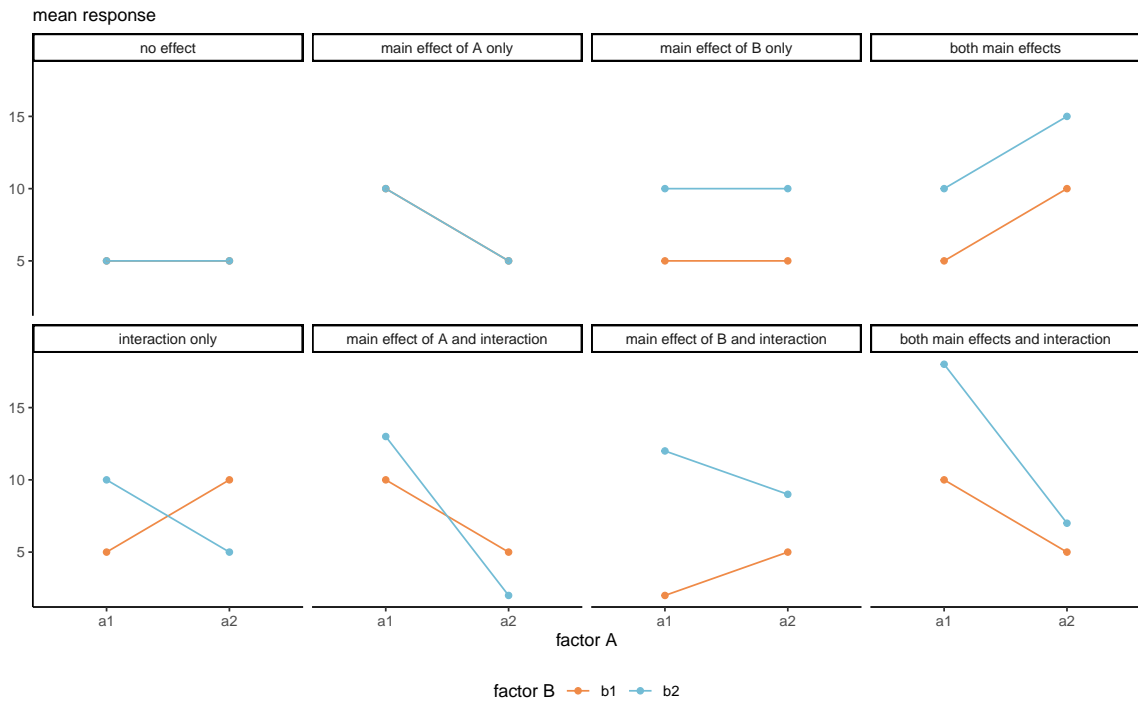 mean response
no effect
main effect of A only
main effect of B only
both main effects
15
10
5
interaction only
main effect of A and interaction
main effect of B and interaction
both main effects and interaction
15
10
5
a1 a2 a1 a2 a1 a2 a1 a2
factor A
factor B b1 b2